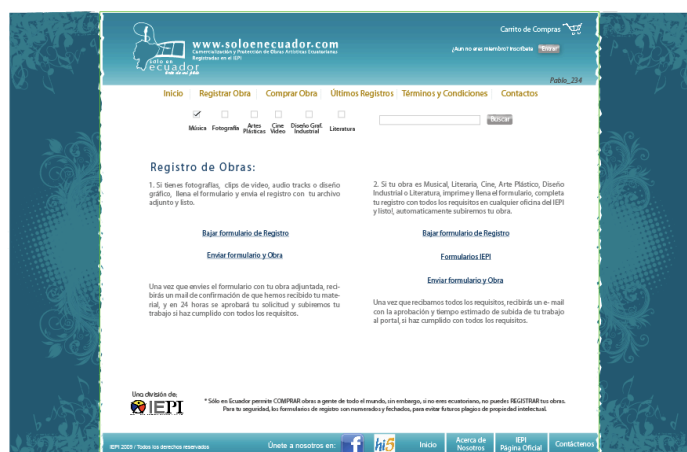 Carrito de Compras
www.soloenecuador.com
Comercialización y Protección de Obras Artísticas Ecuatorianas
Registradas en el IEPI
¿Aun no eres miembro? Inscríbete Entrar
solo en
ecuador
Pablo_234
Inicio Registrar Obra Comprar Obra Últimos Registros Términos y Condiciones Contactos
Música Fotografía Artes Plásticas Cine Video Diseño Graf. Industrial Literatura Buscar
Registro de Obras:
1. Si tienes fotografías, clips de video, audio tracks o diseño
gráfico, llena el formulario y envia el registro con tu archivo
adjunto y listo.
Bajar formulario de Registro
Enviar formulario y Obra
Una vez que envies el formulario con tu obra adjuntada, reci-
birás un mail de confirmación de que hemos recibido tu mate-
rial, y en 24 horas se aprobará tu solicitud y subiremos tu
trabajo si haz cumplido con todos los requisitos.
2. Si tu obra es Musical, Literaria, Cine, Arte Plástico, Diseño
Industrial o Literatura, imprime y llena el formulario, completa
tu registro con todos los requisitos en cualquier oficina del IEPI
y listo!, automaticamente subiremos tu obra.
Bajar formulario de Registro
Formularios IEPI
Enviar formulario y Obra
Una vez que recibamos todos los requisitos, recibirás un e- mail
con la aprobación y tiempo estimado de subida de tu trabajo
al portal, si haz cumplido con todos los requisitos.
Una división de:
IEPI
* Sólo en Ecuador permite COMPRAR obras a gente de todo el mundo, sin embargo, si no eres ecuatoriano, no puedes REGISTRAR tus obras.
Para tu seguridad, los formularios de registo son numerados y fechados, para evitar futuros plagios de propiedad intelectual.
IEPI 2009 / Todos los derechos reservados
Únete a nosotros en: f hi5 Inicio Acerca de Nosotros IEPI Página Oficial Contáctenos